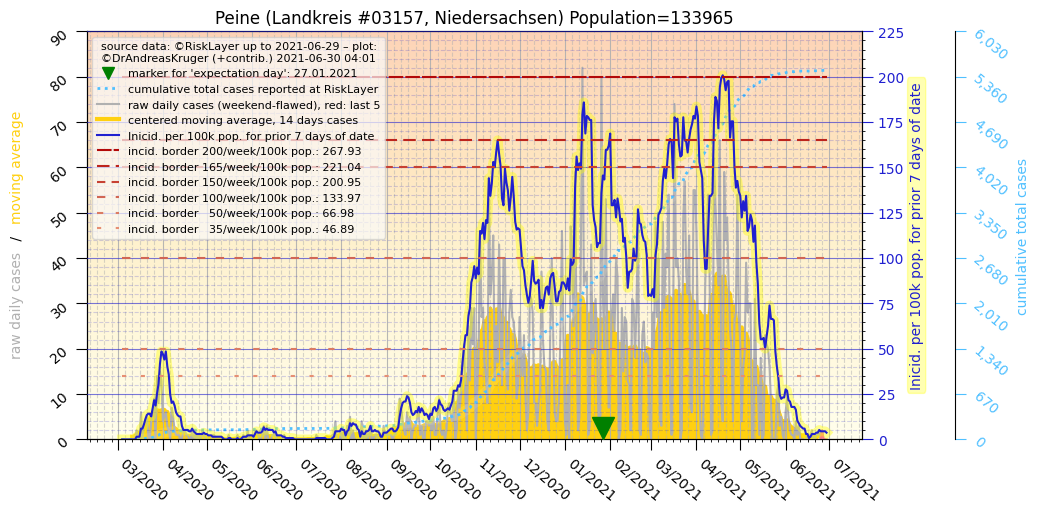 Peine (Landkreis #03157, Niedersachsen) Population=133965
source data: ©RiskLayer up to 2021-06-29 – plot:
©DrAndreasKruger (+contrib.) 2021-06-30 04:01
marker for 'expectation day': 27.01.2021
cumulative total cases reported at RiskLayer
raw daily cases (weekend-flawed), red: last 5
centered moving average, 14 days cases
Inicid. per 100k pop. for prior 7 days of date
incid. border 200/week/100k pop.: 267.93
incid. border 165/week/100k pop.: 221.04
incid. border 150/week/100k pop.: 200.95
incid. border 100/week/100k pop.: 133.97
incid. border   50/week/100k pop.: 66.98
incid. border   35/week/100k pop.: 46.89
raw daily cases / moving average
90
80
70
60
50
40
30
20
10
0
03/2020
04/2020
05/2020
06/2020
07/2020
08/2020
09/2020
10/2020
11/2020
12/2020
01/2021
02/2021
03/2021
04/2021
05/2021
06/2021
07/2021
225
200
175
150
125
100
75
50
25
0
Inicid. per 100k pop. for prior 7 days of date
6,030
5,360
4,690
4,020
3,350
2,680
2,010
1,340
670
0
cumulative total cases